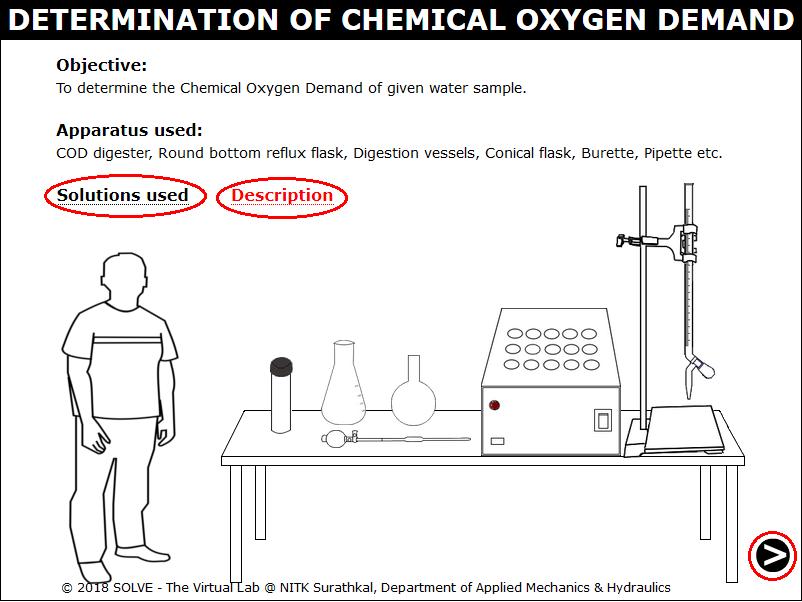 DETERMINATION OF CHEMICAL OXYGEN DEMAND
Objective:
To determine the Chemical Oxygen Demand of given water sample.
Apparatus used:
COD digester, Round bottom reflux flask, Digestion vessels, Conical flask, Burette, Pipette etc.
Solutions used Description
© 2018 SOLVE - The Virtual Lab @ NITK Surathkal, Department of Applied Mechanics & Hydraulics